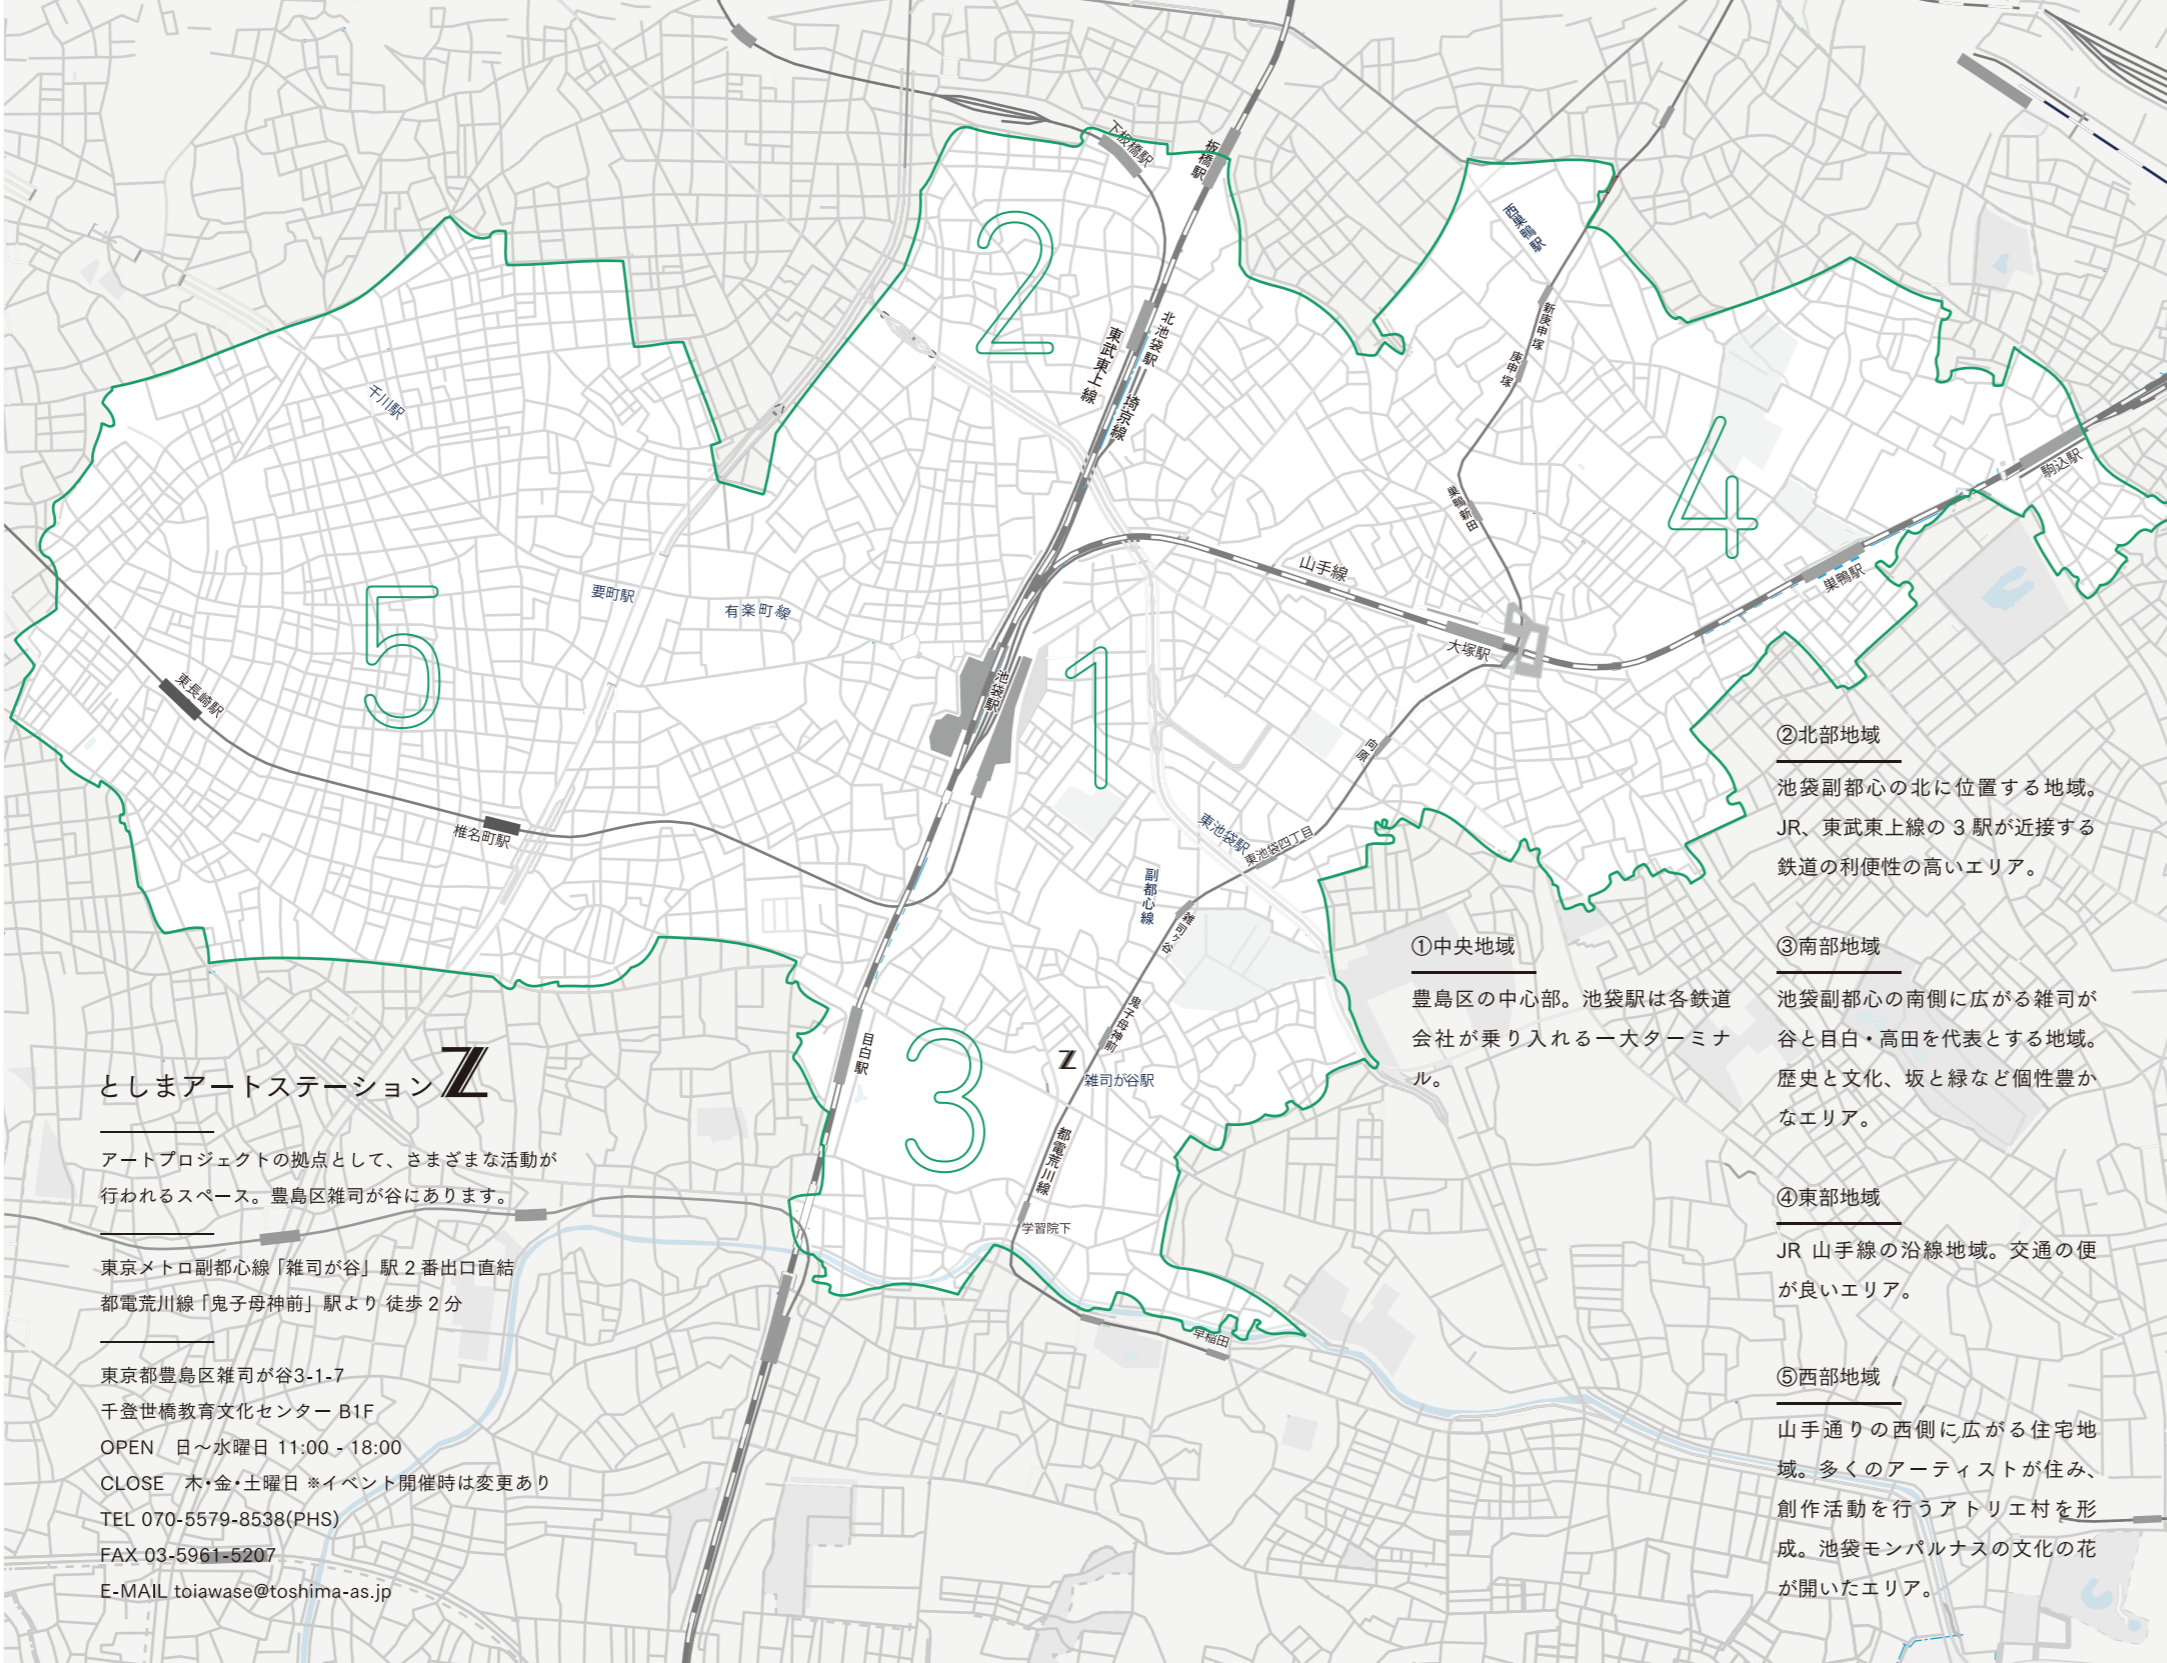 下板橋駅
板橋駅
西巣鴨駅
2
北池袋駅
新庚申塚
東武東上線
庚申塚
千川駅
埼京線
4
駒込駅
巣鴨新田
山手線
巣鴨駅
要町駅
有楽町線
5
大塚駅
1
池袋駅
東長崎駅
向原
椎名町駅
東池袋駅
東池袋四丁目
副都心線
雑司ヶ谷
鬼子母神前
目白駅
3
Z
雑司が谷駅
都電荒川線
学習院下
早稲田
としまアートステーション Z
アートプロジェクトの拠点として、さまざまな活動が
行われるスペース。豊島区雑司が谷にあります。
東京メトロ副都心線「雑司が谷」駅 2 番出口直結
都電荒川線「鬼子母神前」駅より 徒歩 2 分
東京都豊島区雑司が谷3-1-7
千登世橋教育文化センター B1F
OPEN 日〜水曜日 11:00 - 18:00
CLOSE 木・金・土曜日 ※イベント開催時は変更あり
TEL 070-5579-8538(PHS)
FAX 03-5961-5207
E-MAIL toiawase@toshima-as.jp
①中央地域
豊島区の中心部。池袋駅は各鉄道
会社が乗り入れる一大ターミナ
ル。
②北部地域
池袋副都心の北に位置する地域。
JR、東武東上線の 3 駅が近接する
鉄道の利便性の高いエリア。
③南部地域
池袋副都心の南側に広がる雑司が
谷と目白・高田を代表とする地域。
歴史と文化、坂と緑など個性豊か
なエリア。
④東部地域
JR 山手線の沿線地域。交通の便
が良いエリア。
⑤西部地域
山手通りの西側に広がる住宅地
域。多くのアーティストが住み、
創作活動を行うアトリエ村を形
成。池袋モンパルナスの文化の花
が開いたエリア。